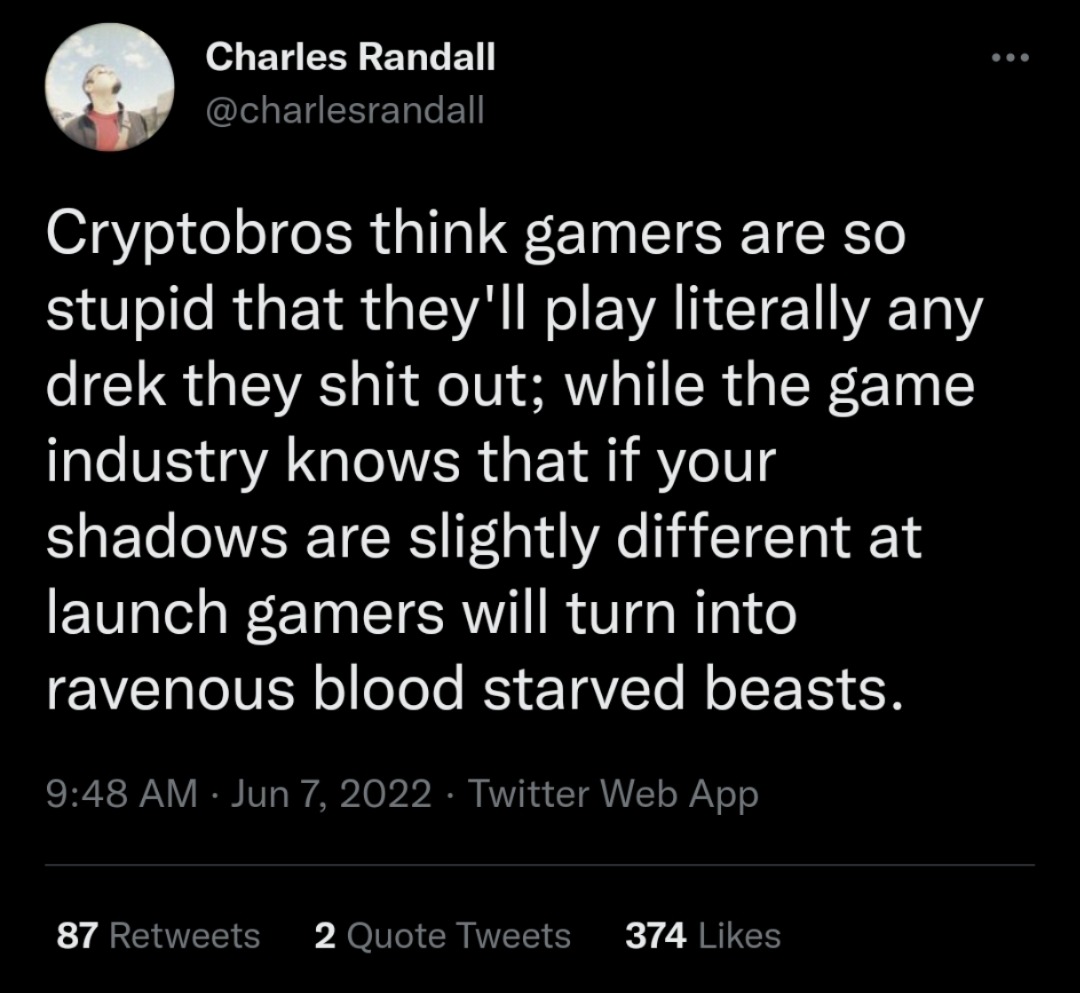 Charles Randall
@charlesrandall
Cryptobros think gamers are so
stupid that they'll play literally any
drek they shit out; while the game
industry knows that if your
shadows are slightly different at
launch gamers will turn into
ravenous blood starved beasts.
9:48 AM · Jun 7, 2022 · Twitter Web App
87 Retweets 2 Quote Tweets 374 Likes